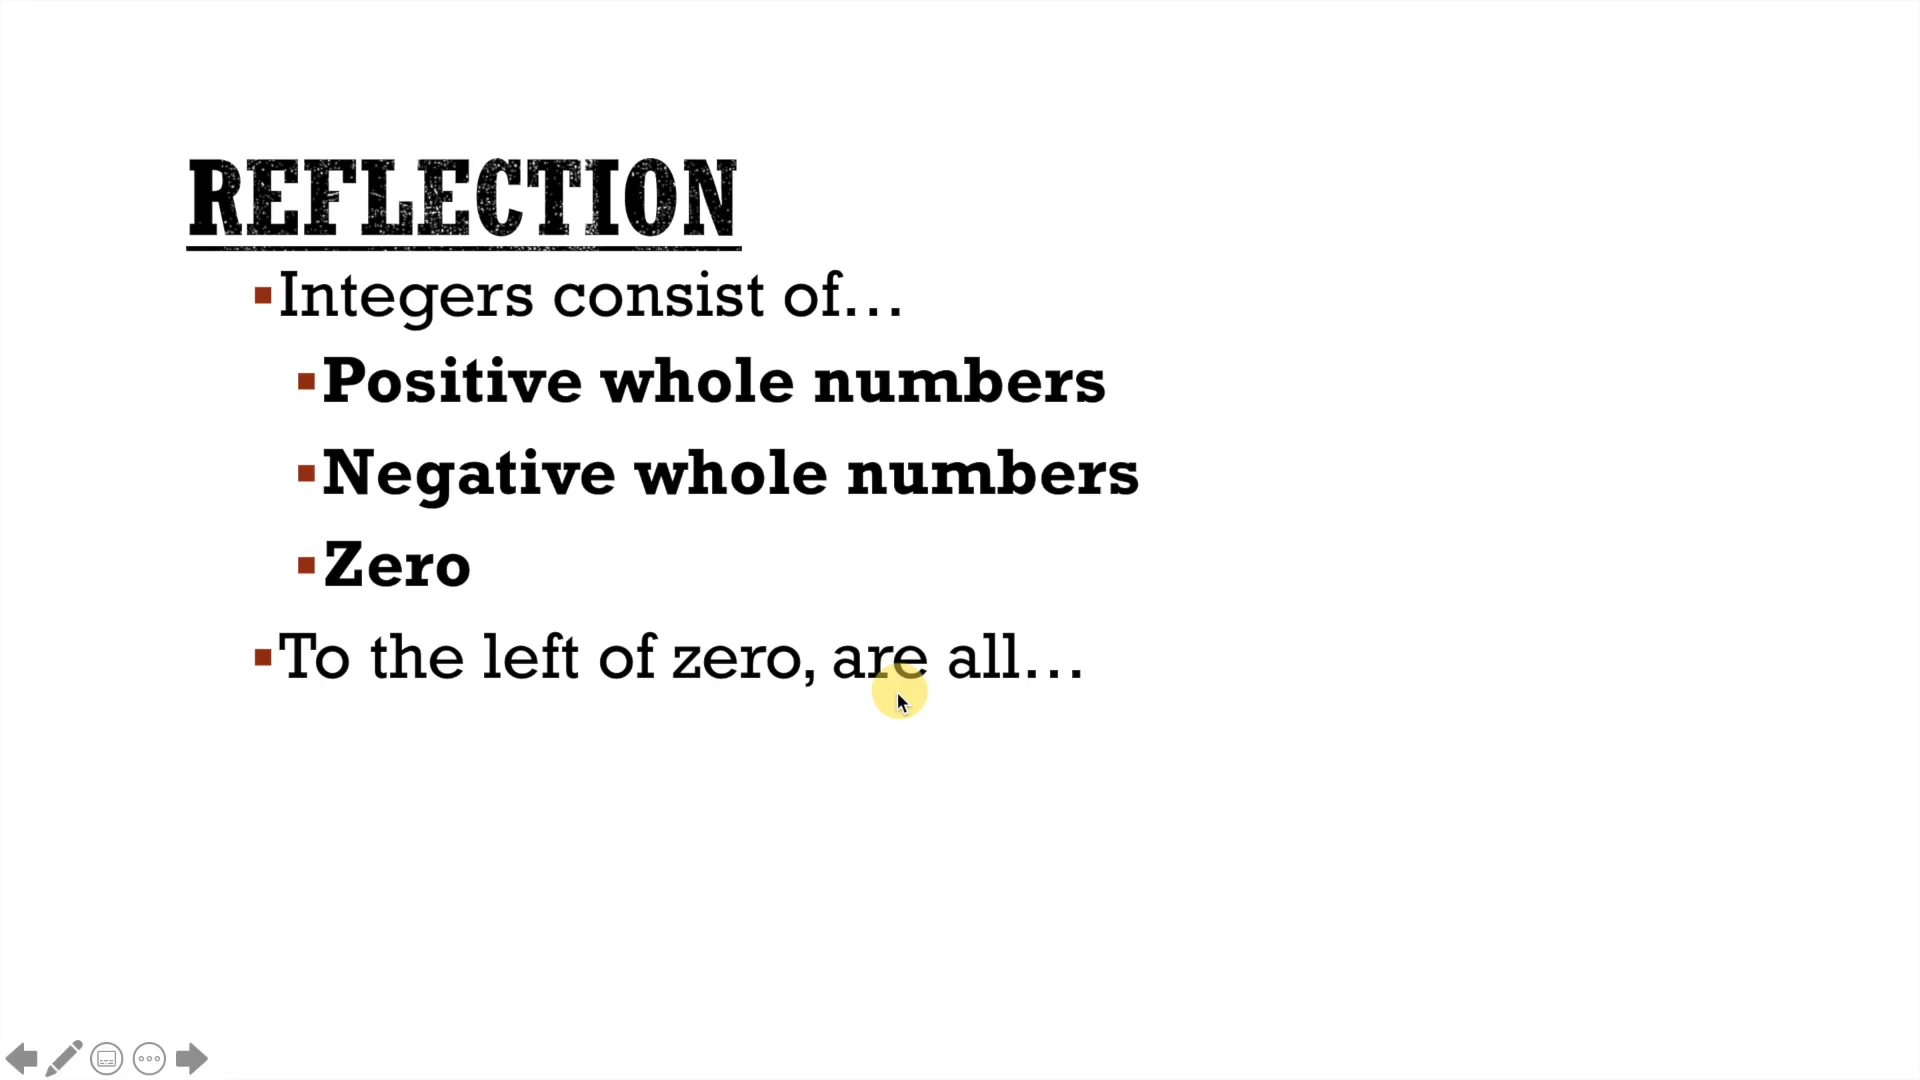 REFLECTION
▪Integers consist of…
▪Positive whole numbers
▪Negative whole numbers
▪Zero
▪To the left of zero, are all…